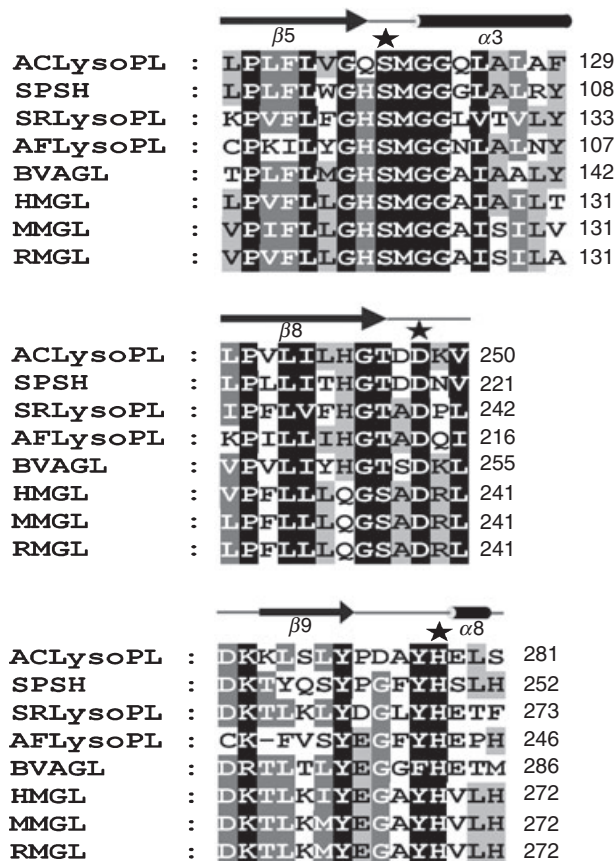 β5 α3
ACLysoPL : LPLFLVGQSMGGQLALAF 129
SPSH : LPLFLWGHSMGGGLALRY 108
SRLysoPL : KPVFLFGHSMGGLVTVLY 133
AFLysoPL : CPKILYGHSMGGNLALNY 107
BVAGL : TPLFLMGHSMGGAIAALY 142
HMGL : LPVFLLGHSMGGAIAILT 131
MMGL : VPIFLLGHSMGGAISILV 131
RMGL : VPVFLLGHSMGGAISILA 131
β8
ACLysoPL : LPVLILHGTDDKV 250
SPSH : LPLLITHGTDDNV 221
SRLysoPL : IPFLVFHGTADPL 242
AFLysoPL : KPILLIHGTADQI 216
BVAGL : VPVLIYHGTSDKL 255
HMGL : VPFLLLQGSADRL 241
MMGL : LPFLLLQGSADRL 241
RMGL : LPFLLLQGSADRL 241
β9 α8
ACLysoPL : DKKLSLYPDAYHELS 281
SPSH : DKTYQSYPGFYHSLH 252
SRLysoPL : DKTLKLYDGLYHETF 273
AFLysoPL : CK-FVSYEGFYHEPH 246
BVAGL : DRTLTLYEGGFHETM 286
HMGL : DKTLKIYEGAYHVLH 272
MMGL : DKTLKMYEGAYHVLH 272
RMGL : DKTLKMYEGAYHVLH 272